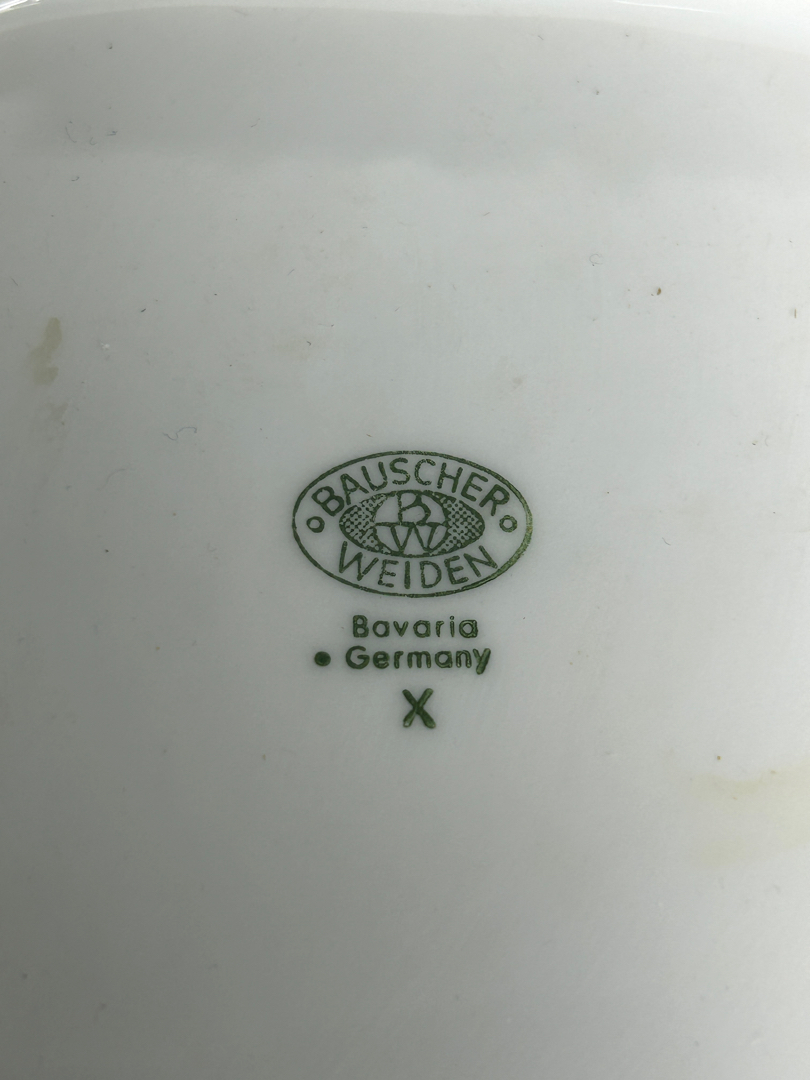 BAUSCHER
BW
WEIDEN
Bavaria
• Germany
X